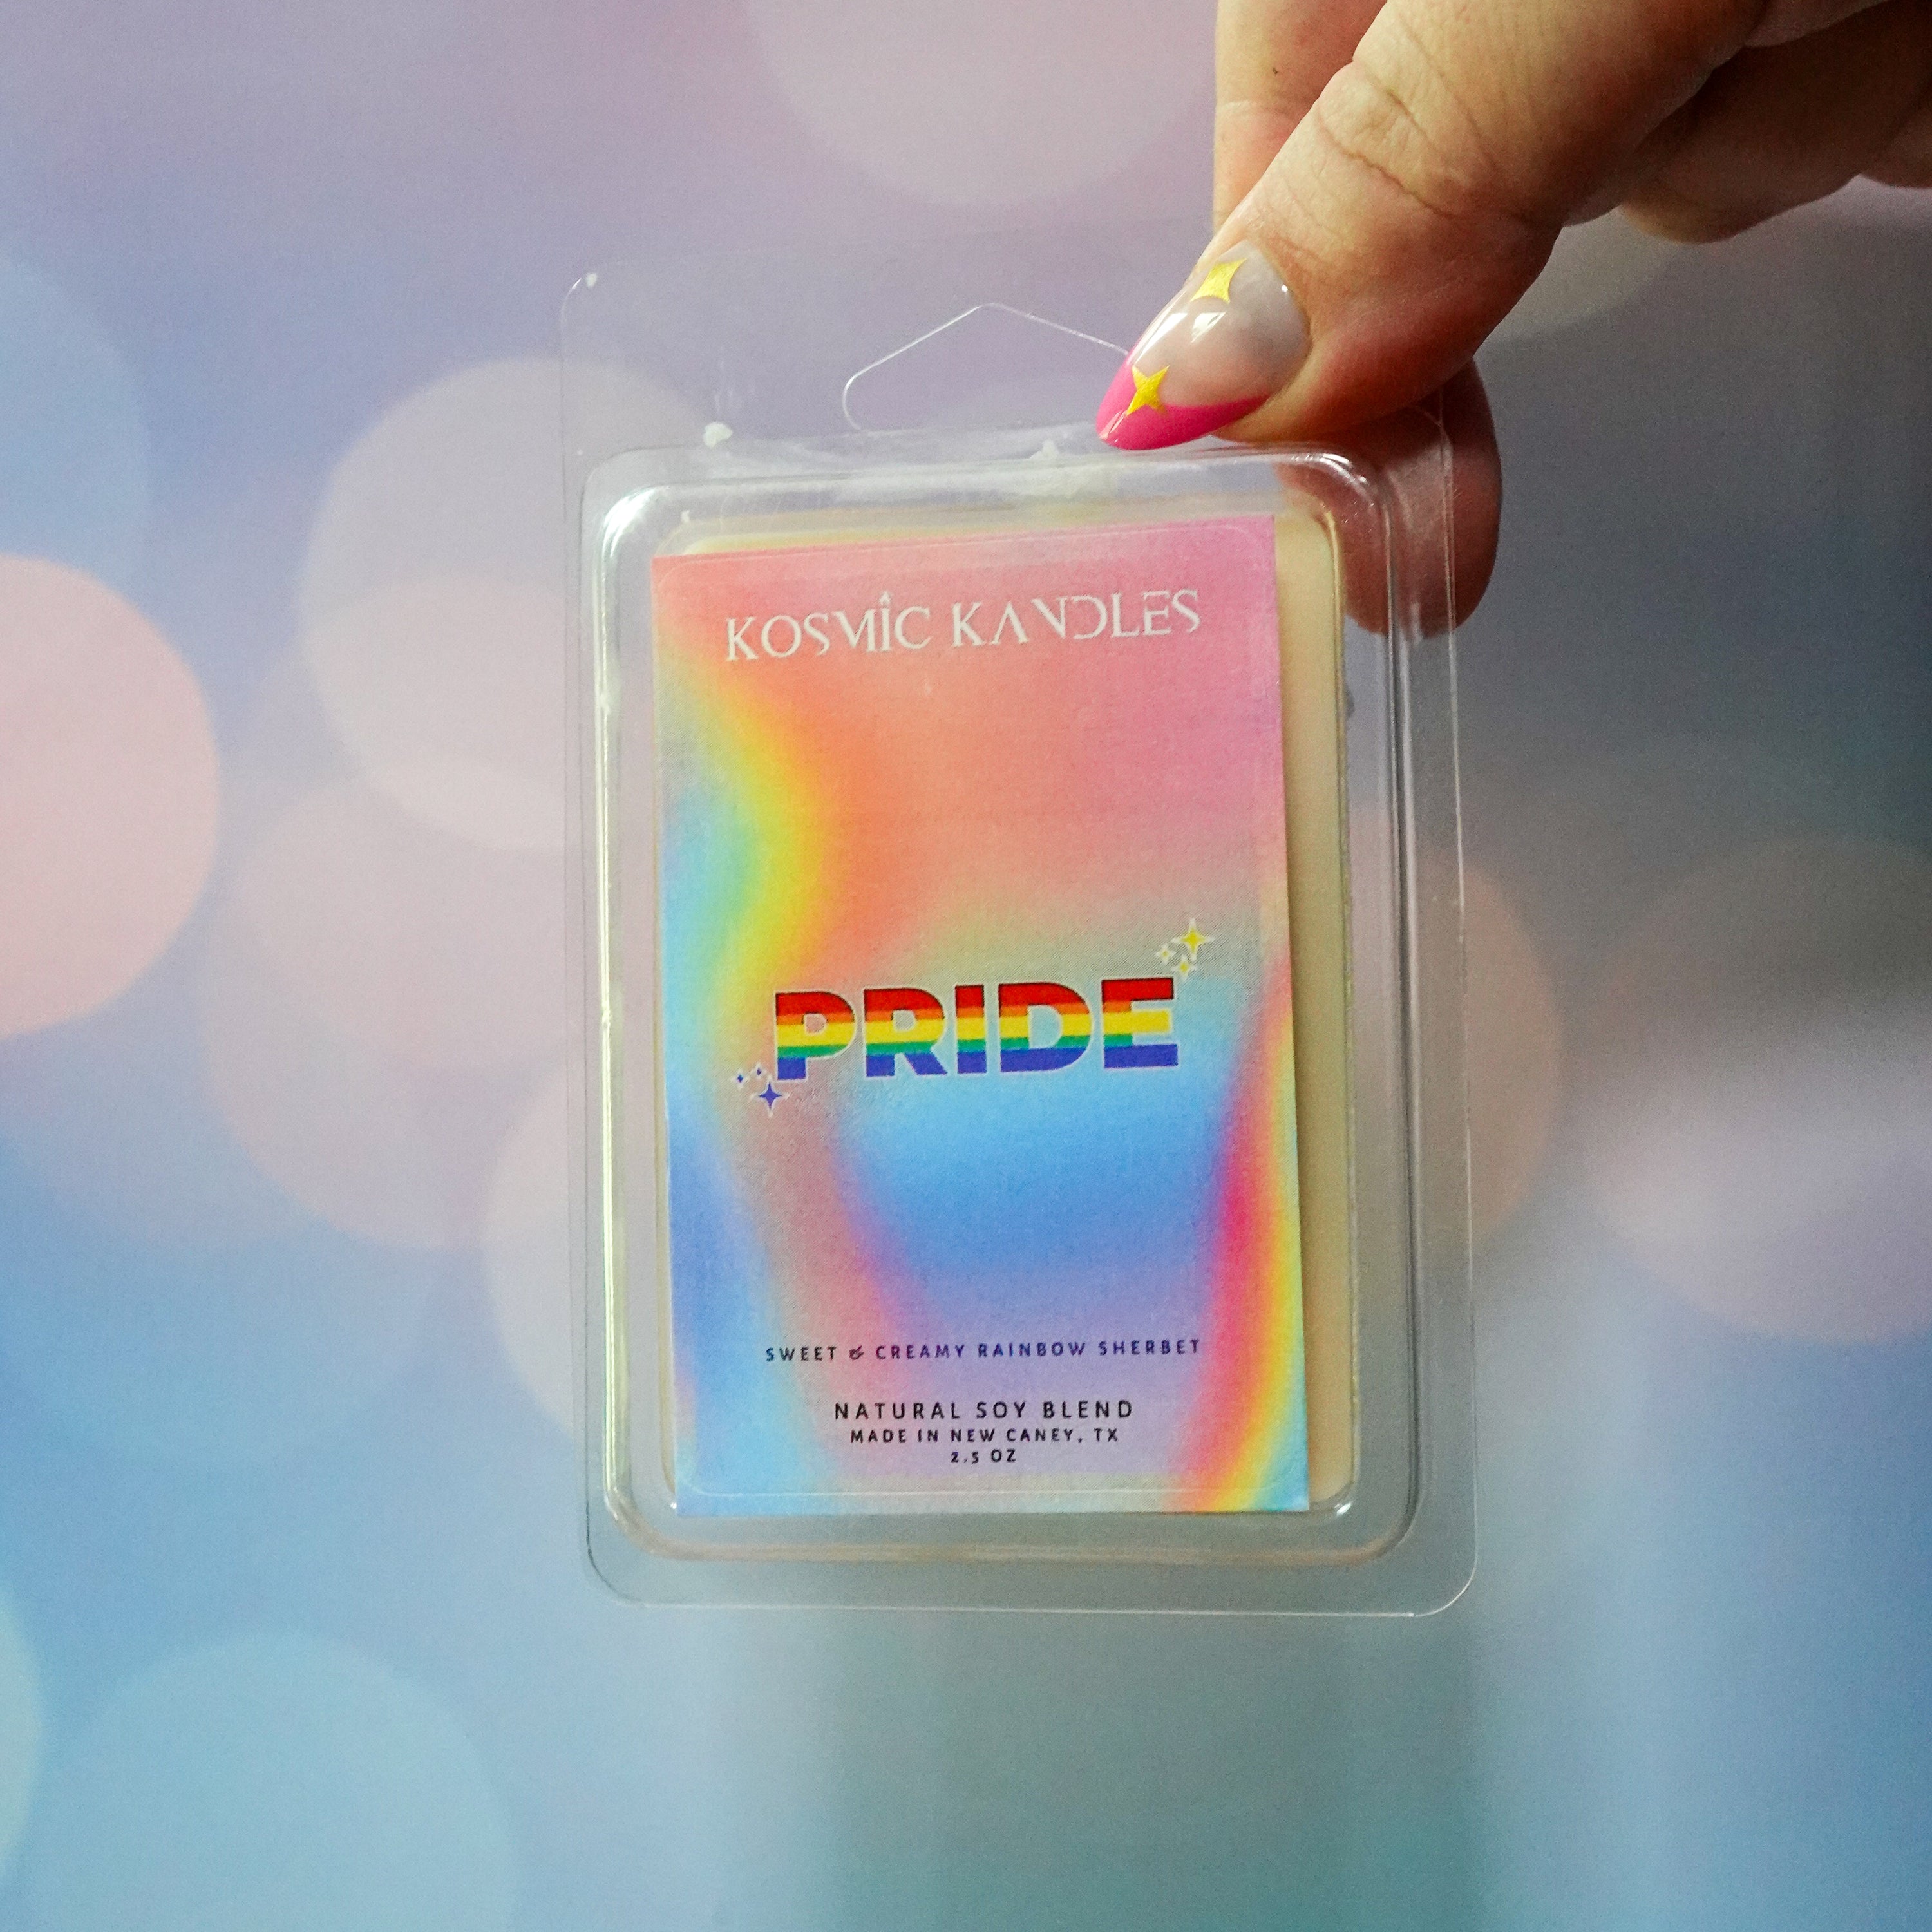 KOSMIC KANDLES
PRIDE
SWEET & CREAMY RAINBOW SHERBET
NATURAL SOY BLEND
MADE IN NEW CANEY, TX
2.5 OZ